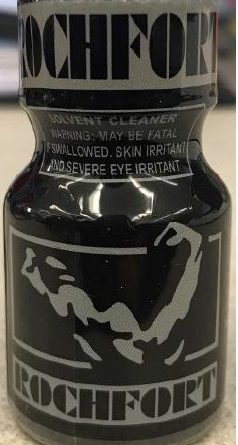 ROCHFORT
SOLVENT CLEANER
WARNING: MAY BE FATAL
IF SWALLOWED. SKIN IRRITANT
AND SEVERE EYE IRRITANT
ROCHFORT